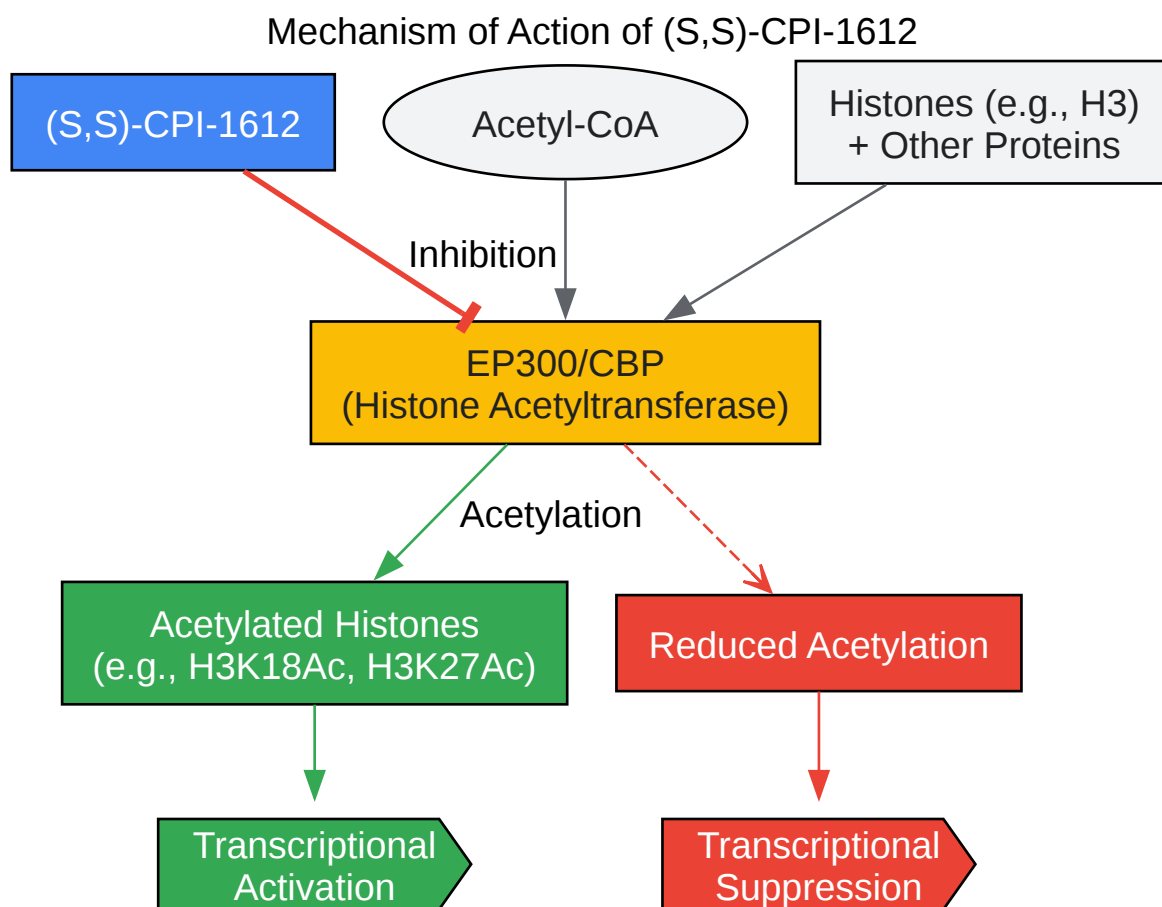 Mechanism of Action of (S,S)-CPI-1612
(S,S)-CPI-1612
Acetyl-CoA
Histones (e.g., H3)
+ Other Proteins
Inhibition
EP300/CBP
(Histone Acetyltransferase)
Acetylation
Acetylated Histones
(e.g., H3K18Ac, H3K27Ac)
Reduced Acetylation
Transcriptional
Activation
Transcriptional
Suppression